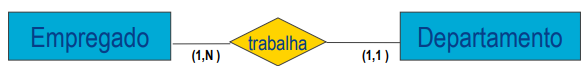 Empregado
trabalha
Departamento
(1,N )
(1,1 )